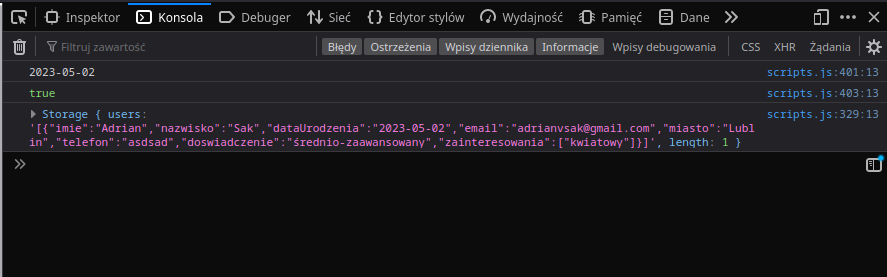 Inspektor Konsola Debuger Sieć Edytor stylów Wydajność Pamięć Dane
Filtruj zawartość Błędy Ostrzeżenia Wpisy dziennika Informacje Wpisy debugowania CSS XHR Żądania
2023-05-02 scripts.js:401:13
true scripts.js:403:13
Storage { users: scripts.js:329:13
'[{"imie":"Adrian","nazwisko":"Sak","dataUrodzenia":"2023-05-02","email":"adrianvsak@gmail.com","miasto":"Lubl
in","telefon":"asdsad","doswiadczenie":"średnio-zaawansowany","zainteresowania":["kwiatowy"]}]', length: 1 }